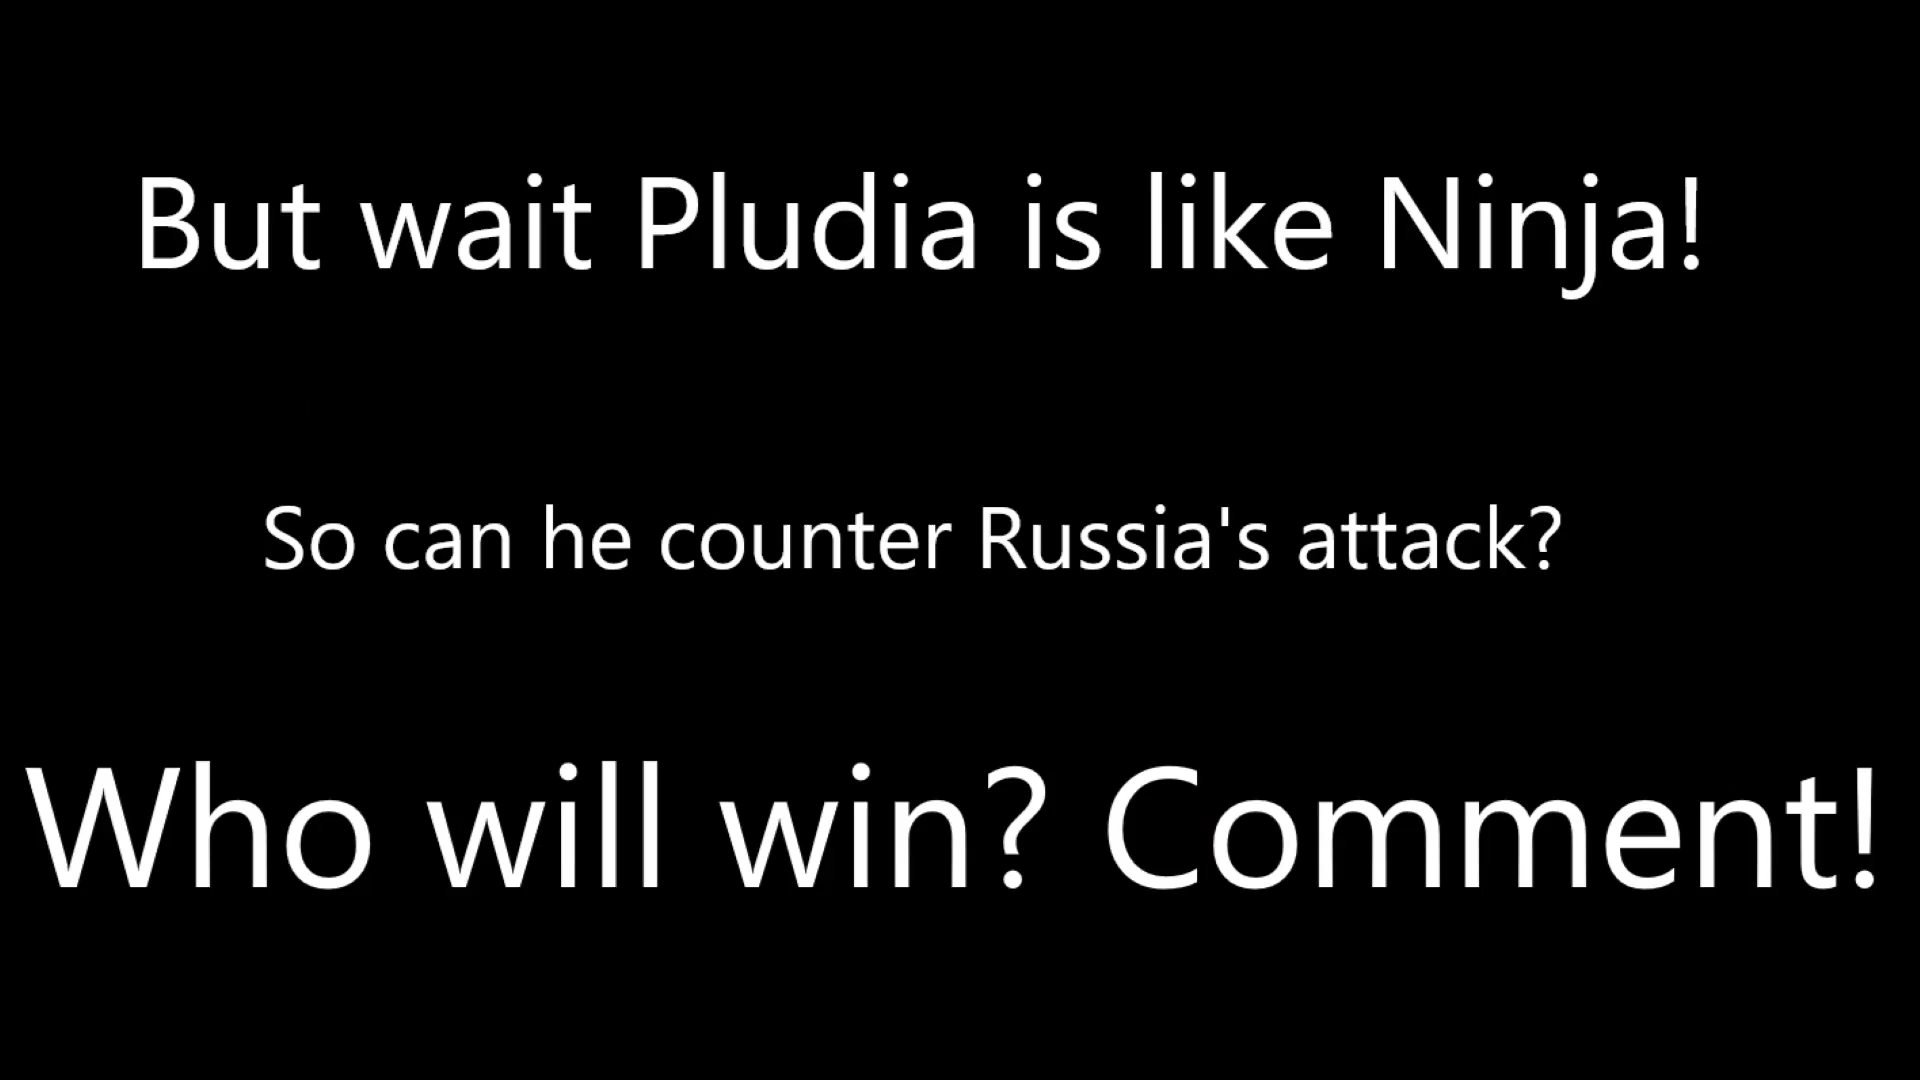 But wait Pludia is like Ninja!
So can he counter Russia's attack?
Who will win? Comment!